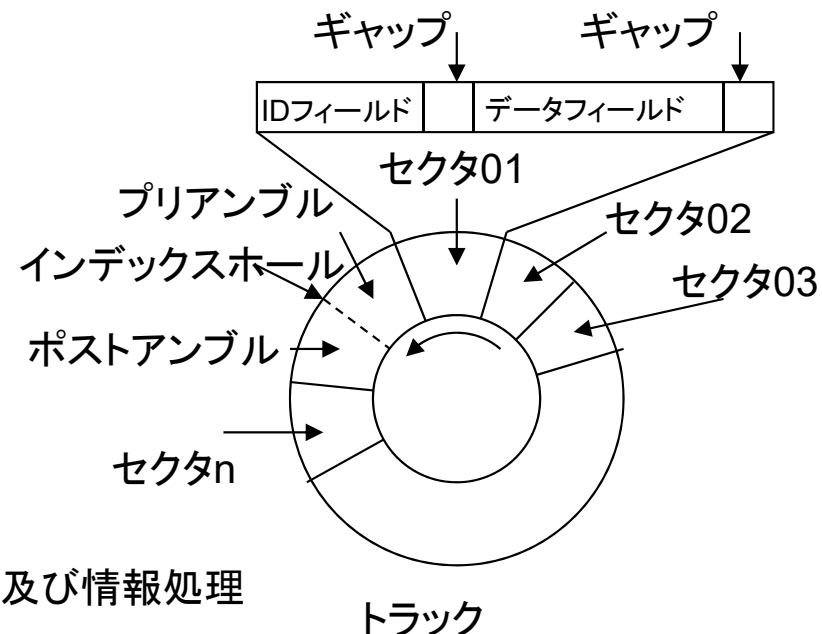 ギャップ ギャップ
IDフィールド データフィールド
セクタ01
プリアンブル
セクタ02
インデックスホール
セクタ03
ポストアンブル
セクタn
及び情報処理
トラック